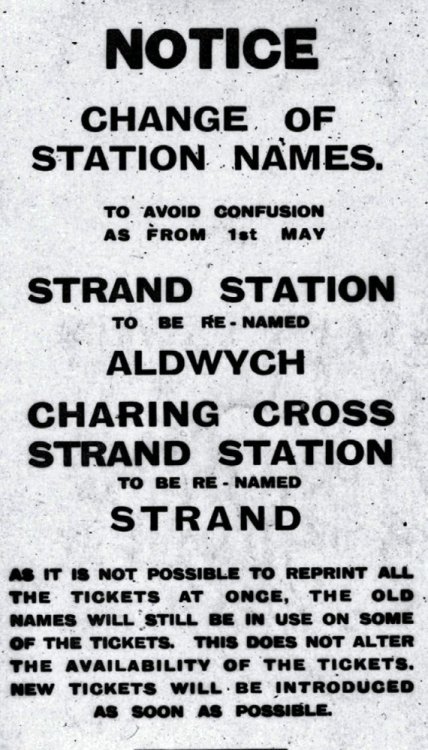 NOTICE
CHANGE OF
STATION NAMES.
TO AVOID CONFUSION
AS FROM 1st MAY
STRAND STATION
TO BE RE-NAMED
ALDWYCH
CHARING CROSS
STRAND STATION
TO BE RE-NAMED
STRAND
AS IT IS NOT POSSIBLE TO REPRINT ALL
THE TICKETS AT ONCE, THE OLD
NAMES WILL STILL BE IN USE ON SOME
OF THE TICKETS. THIS DOES NOT ALTER
THE AVAILABILITY OF THE TICKETS.
NEW TICKETS WILL BE INTRODUCED
AS SOON AS POSSIBLE.